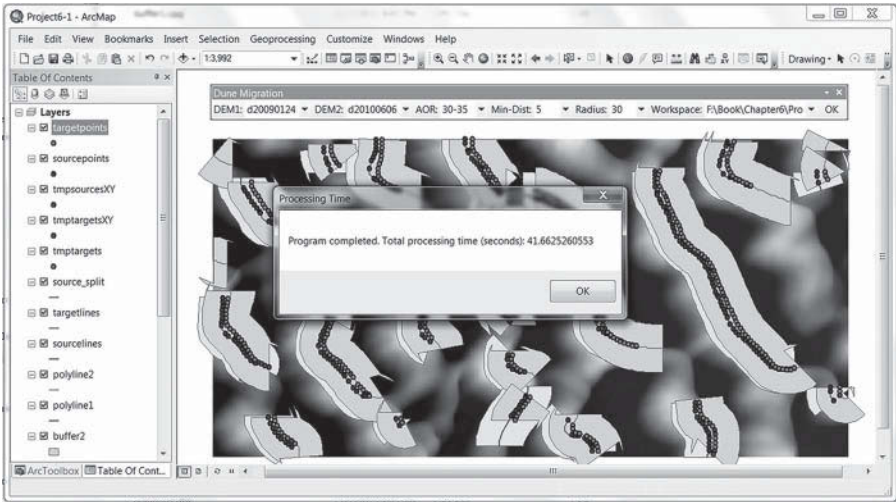 Project6-1 - ArcMap
File Edit View Bookmarks Insert Selection Geoprocessing Customize Windows Help
1:3,992
Drawing
Table Of Contents
Layers
targetpoints
sourcepoints
tmpsourcesXY
tmptargetsXY
tmptargets
source_split
targetlines
sourcelines
polyline2
polyline1
buffer2
ArcToolbox Table Of Cont...
Dune Migration
DEM1: d20090124 DEM2: d20100606 AOR: 30-35 Min-Dist: 5 Radius: 30 Workspace: F:\Book\Chapter6\Pro OK
Processing Time
Program completed. Total processing time (seconds): 41.6625260553
OK